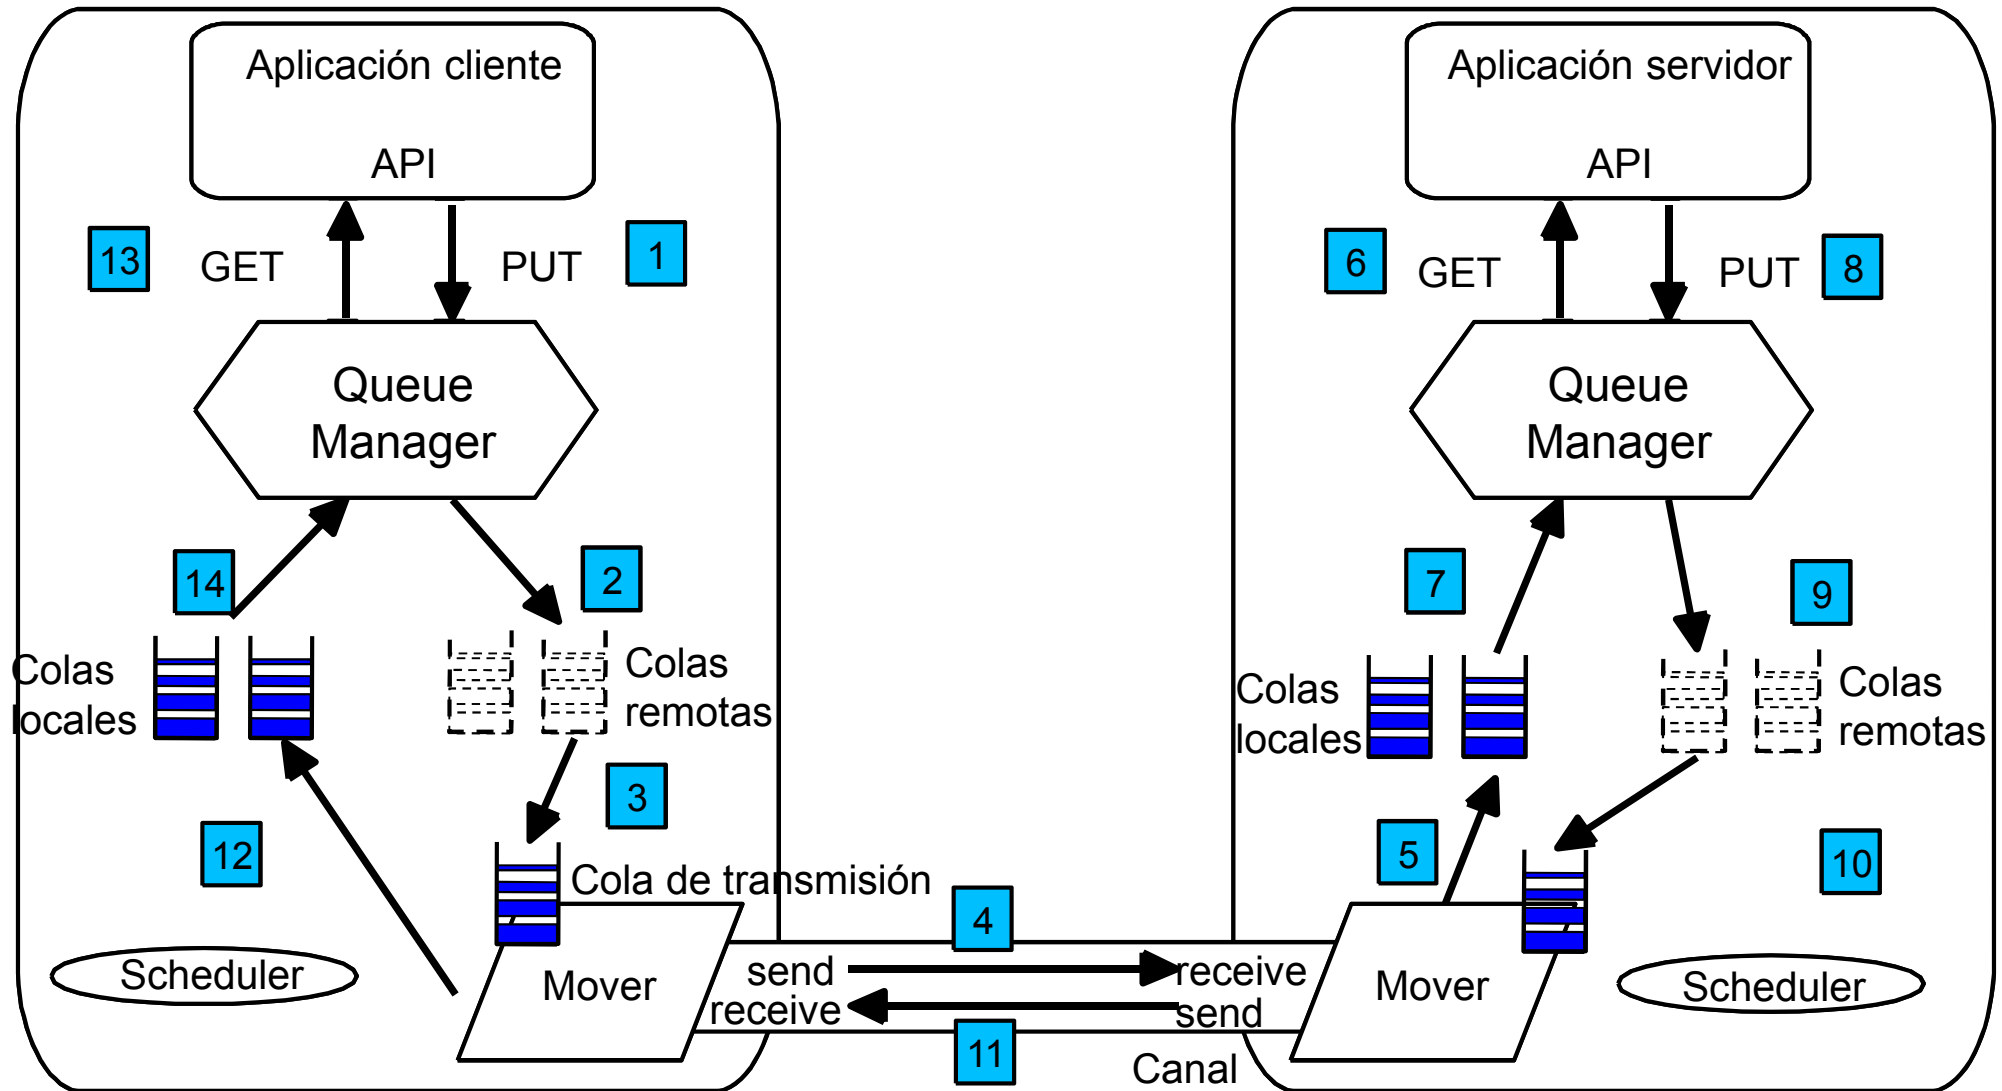 Aplicación cliente
API
13
GET
PUT
1
Queue
Manager
14
2
Colas
locales
Colas
remotas
3
12
Cola de transmisión
Scheduler
Mover
send
receive
4
11
Canal
receive
send
Aplicación servidor
API
6
GET
PUT
8
Queue
Manager
7
9
Colas
locales
Colas
remotas
5
10
Mover
Scheduler